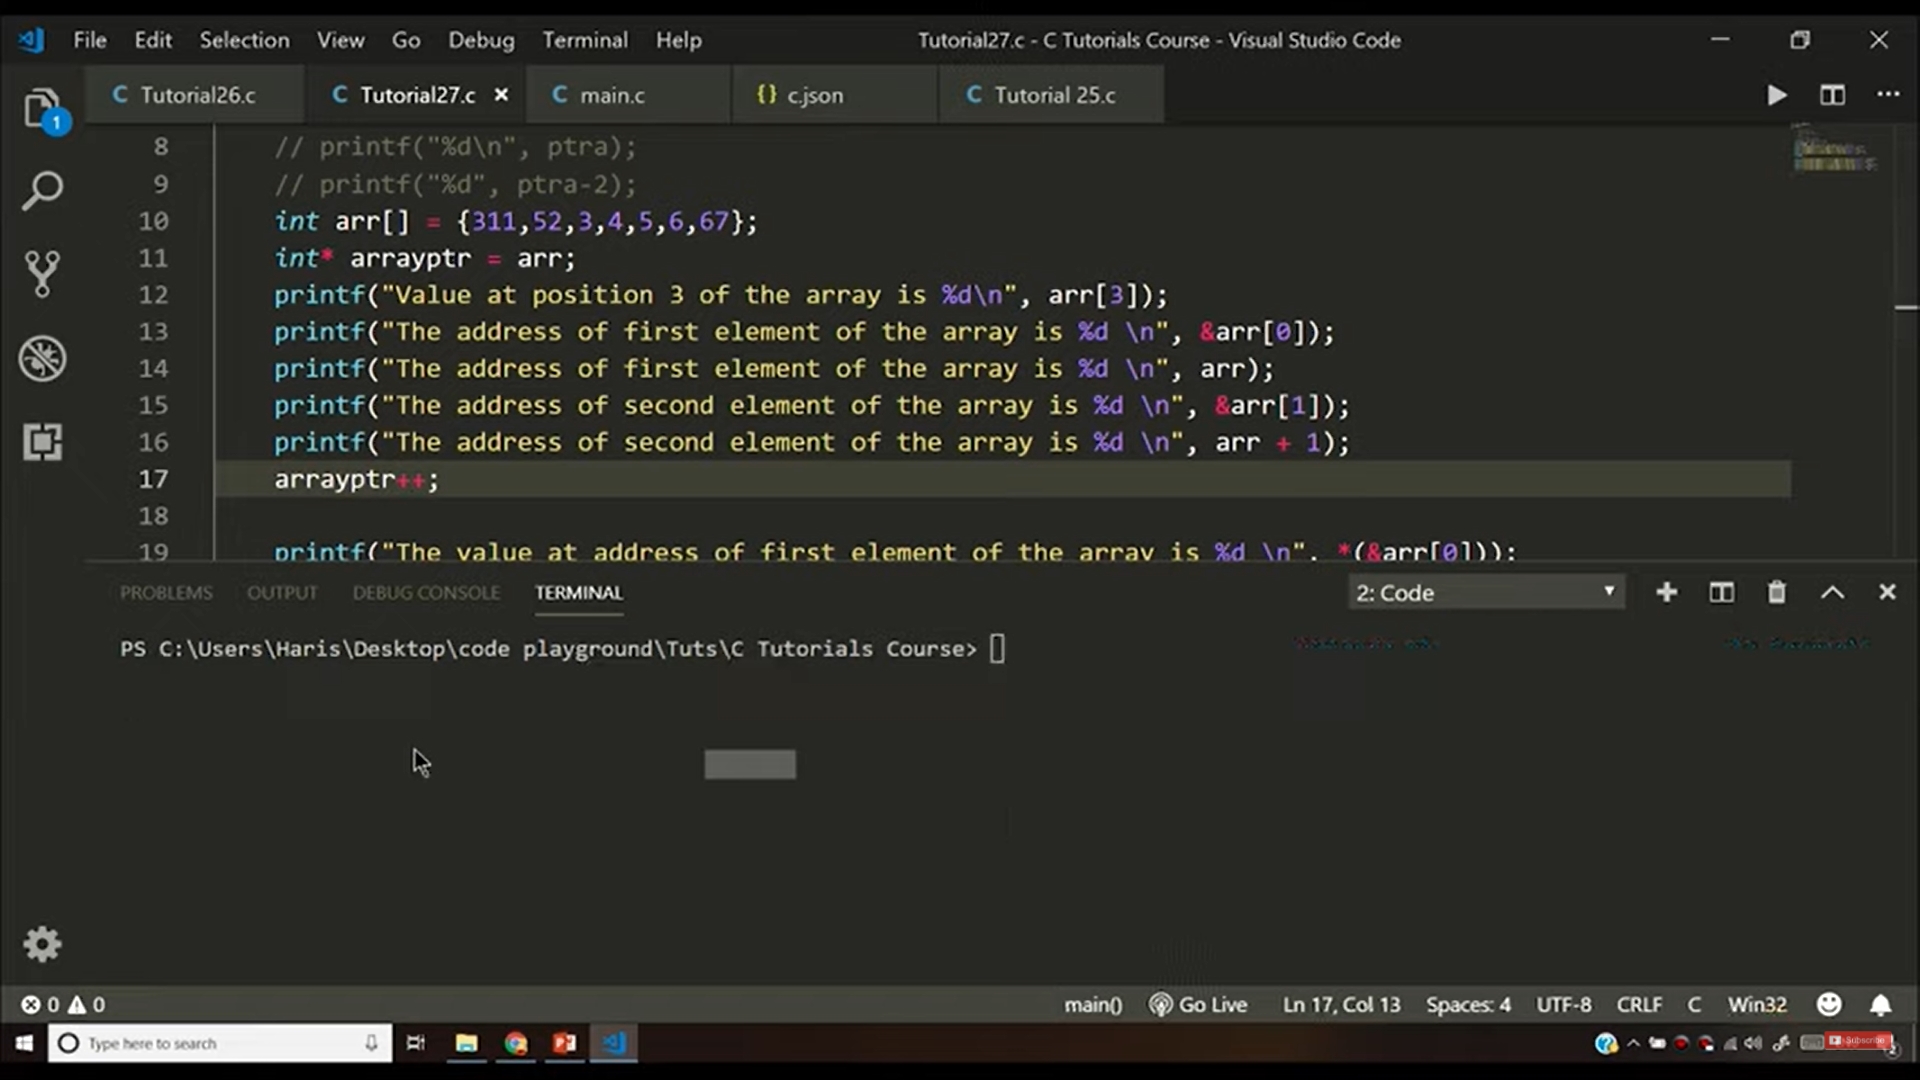 File Edit Selection View Go Debug Terminal Help Tutorial27.c - C Tutorials Course - Visual Studio Code
Tutorial26.c Tutorial27.c main.c {} c.json Tutorial 25.c
1
8 // printf("%d\n", ptra);
9 // printf("%d", ptra-2);
10 int arr[] = {311,52,3,4,5,6,67};
11 int* arrayptr = arr;
12 printf("Value at position 3 of the array is %d\n", arr[3]);
13 printf("The address of first element of the array is %d \n", &arr[0]);
14 printf("The address of first element of the array is %d \n", arr);
15 printf("The address of second element of the array is %d \n", &arr[1]);
16 printf("The address of second element of the array is %d \n", arr + 1);
17 arrayptr++;
18
19 printf("The value at address of first element of the array is %d \n", *(&arr[0]));
PROBLEMS OUTPUT DEBUG CONSOLE TERMINAL 2: Code
PS C:\Users\Haris\Desktop\code playground\Tuts\C Tutorials Course>
0 0 main() Go Live Ln 17, Col 13 Spaces: 4 UTF-8 CRLF C Win32
Type here to search
Subscribe